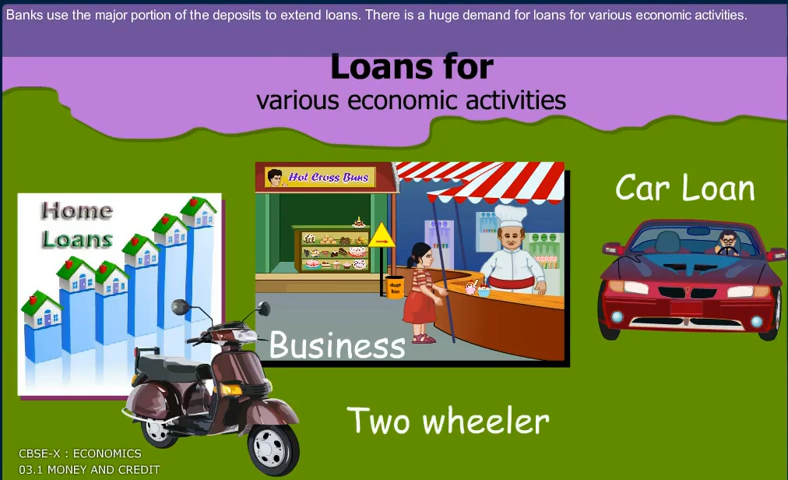 Banks use the major portion of the deposits to extend loans. There is a huge demand for loans for various economic activities.
Loans for
various economic activities
Home
Loans
Hot Cross Buns
Car Loan
Business
Two wheeler
CBSE-X : ECONOMICS
03.1 MONEY AND CREDIT